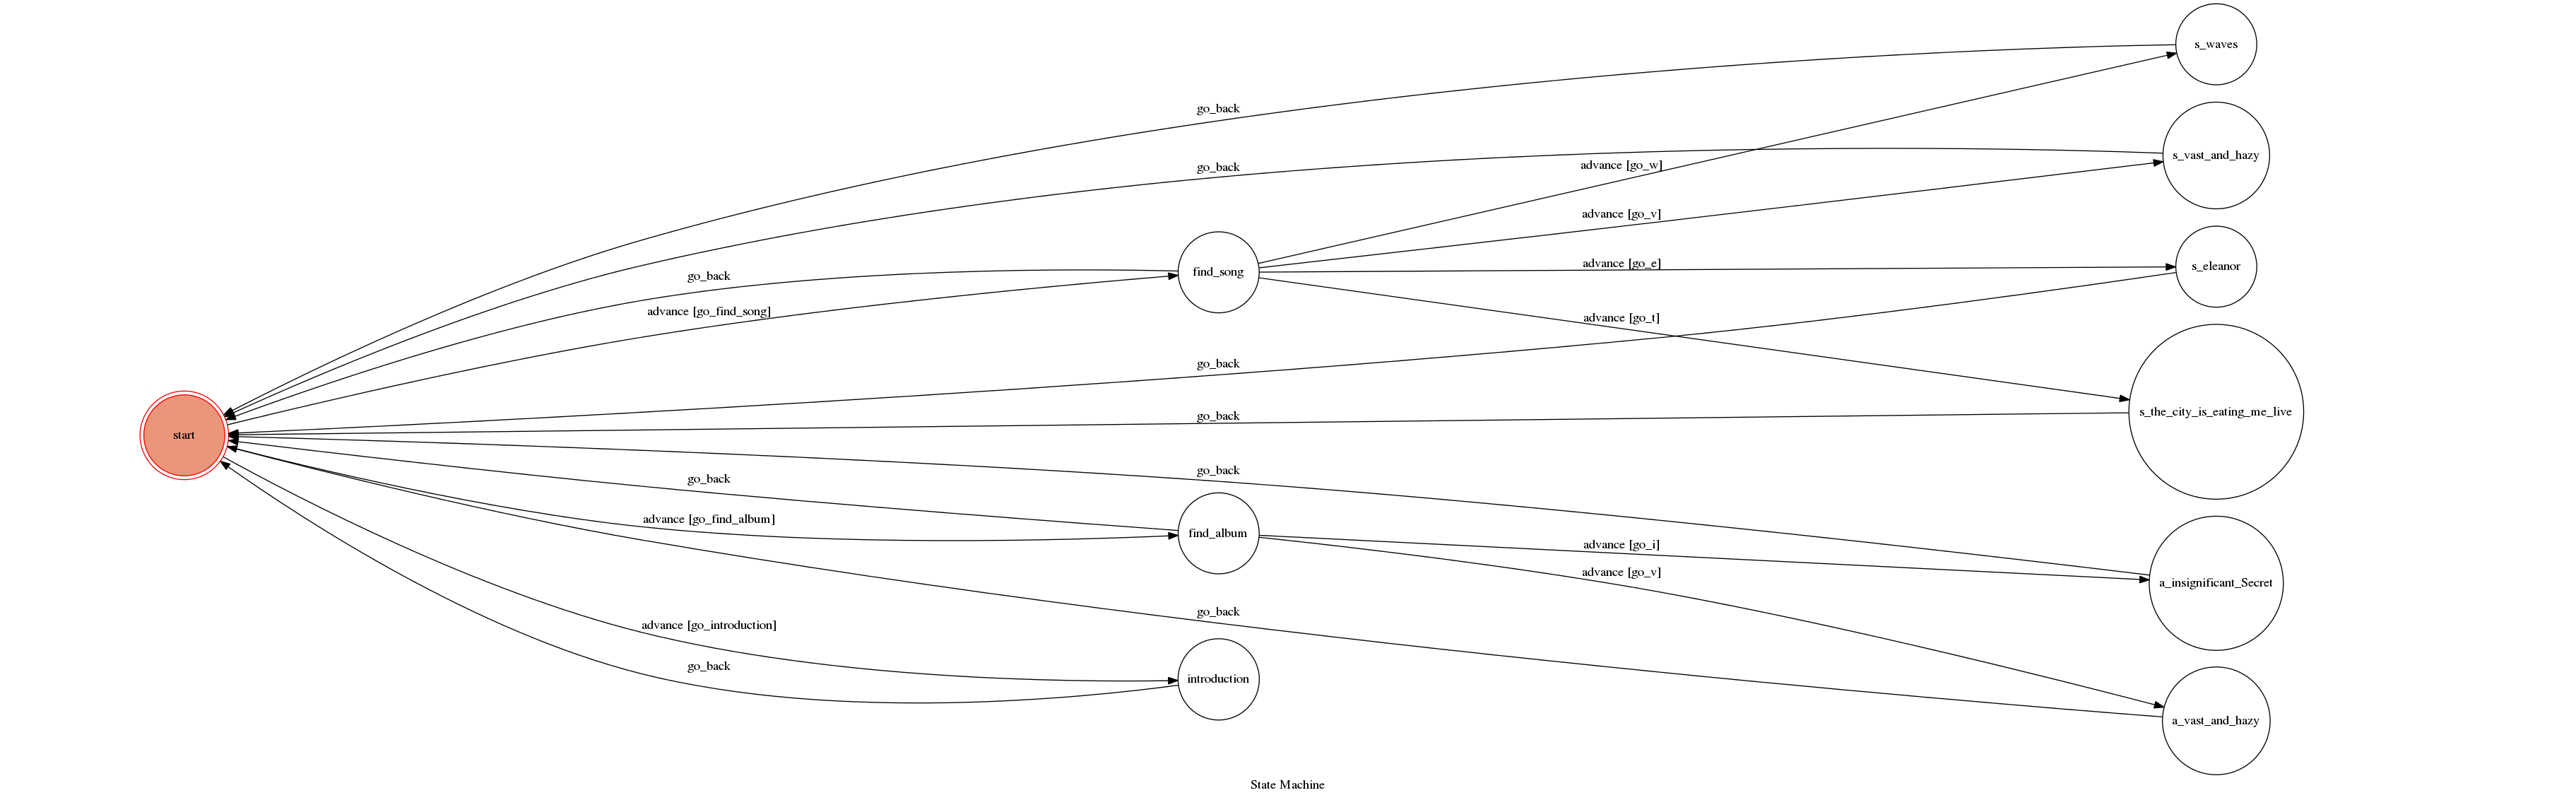 s_waves
go_back
s_vast_and_hazy
advance [go_w]
go_back
advance [go_v]
s_eleanor
advance [go_e]
find_song
go_back
advance [go_find_song]
advance [go_t]
go_back
s_the_city_is_eating_me_live
go_back
start
go_back
go_back
advance [go_find_album]
find_album
advance [go_i]
advance [go_v]
a_insignificant_Secret
go_back
advance [go_introduction]
go_back
introduction
a_vast_and_hazy
State Machine